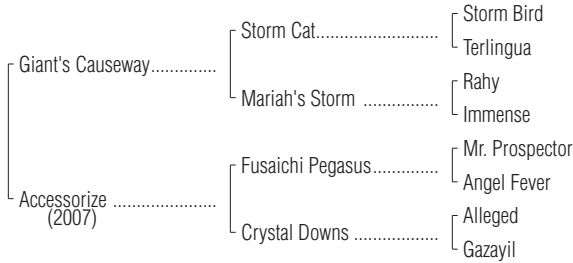 Storm Bird
Storm Cat..........................
Terlingua
Giant's Causeway..............
Rahy
Mariah's Storm ................
Immense
Mr. Prospector
Fusaichi Pegasus..............
Angel Fever
Accessorize ......................
(2007)
Alleged
Crystal Downs ..................
Gazayil